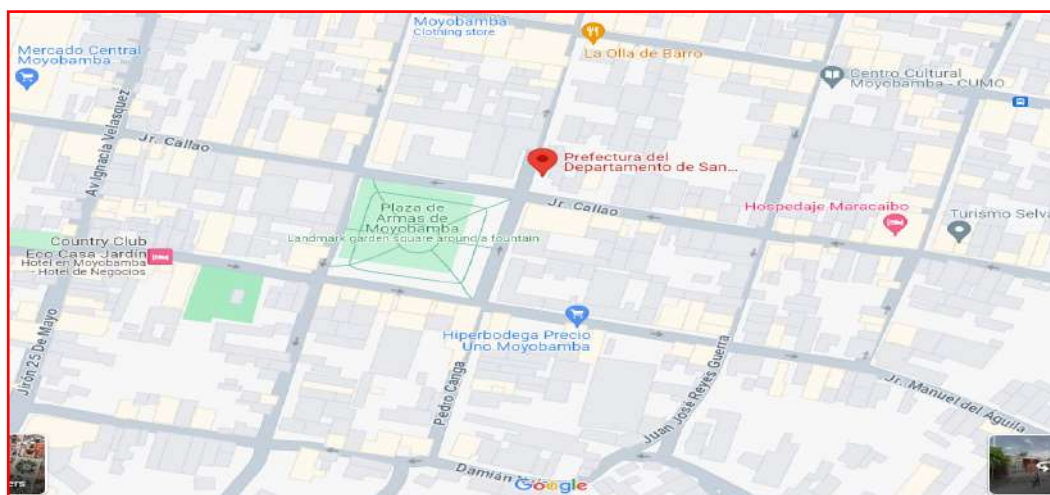 Moyobamba
Clothing store
Mercado Central
Moyobamba
La Olla de Barro
Centro Cultural
Moyobamba - CUMO
Av Ignacia Velasquez
Jr. Callao
Prefectura del
Departamento de San...
Plaza de
Armas de
Moyobamba
Landmark garden square around a fountain
Jr. Callao
Hospedaje Maracaibo
Turismo Selva
Country Club
Eco Casa Jardín
Hotel en Moyobamba
- Hotel de Negocios
Hiperbodega Precio
Uno Moyobamba
Jirón 25 De Mayo
Pedro Canga
Juan José Reyes Guerra
Jr. Manuel del Águila
Damián
Google
ers